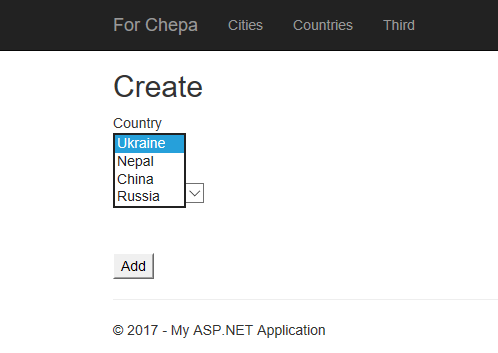 For Chepa Cities Countries Third
Create
Country
Ukraine
Nepal
China
Russia
Add
© 2017 - My ASP.NET Application